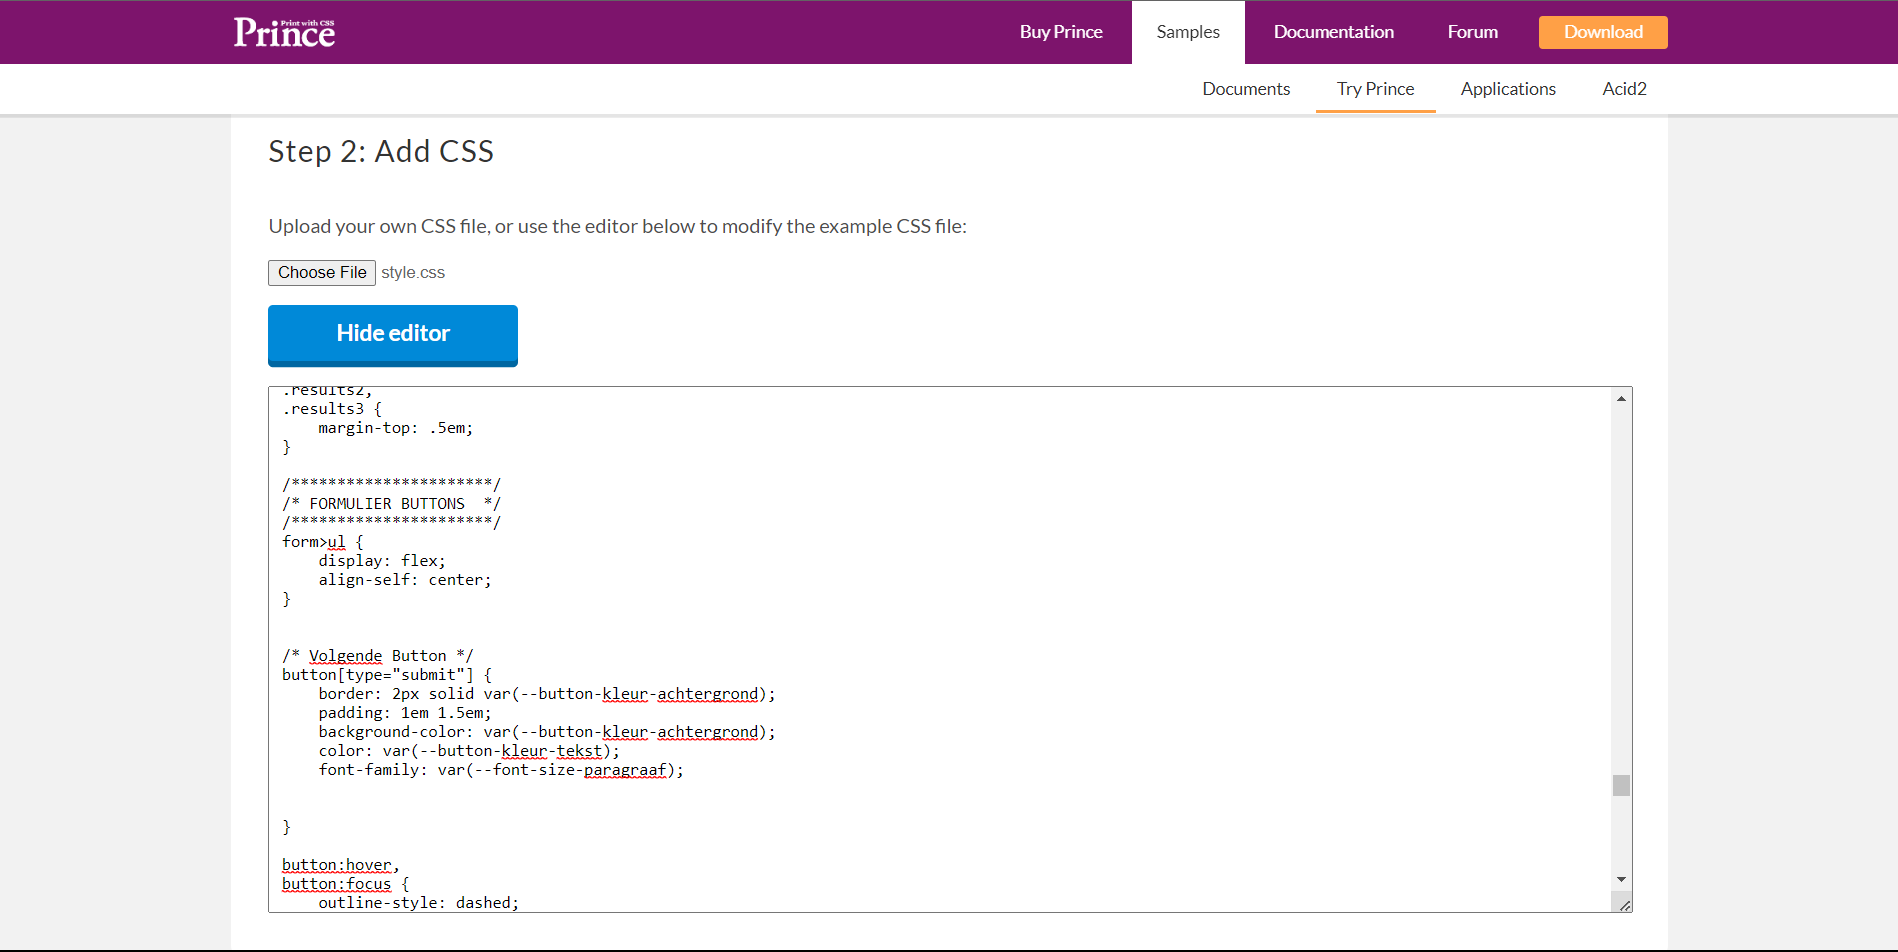 Print with CSS
Prince
Buy Prince
Samples
Documentation
Forum
Download
Documents
Try Prince
Applications
Acid2
Step 2: Add CSS
Upload your own CSS file, or use the editor below to modify the example CSS file:
Choose File style.css
Hide editor
.results2,
.results3 {
    margin-top: .5em;
}
/**********************/
/* FORMULIER BUTTONS  */
/**********************/
form>ul {
    display: flex;
    align-self: center;
}
/* Volgende Button */
button[type="submit"] {
    border: 2px solid var(--button-kleur-achtergrond);
    padding: 1em 1.5em;
    background-color: var(--button-kleur-achtergrond);
    color: var(--button-kleur-tekst);
    font-family: var(--font-size-paragraaf);
}
button:hover,
button:focus {
    outline-style: dashed;